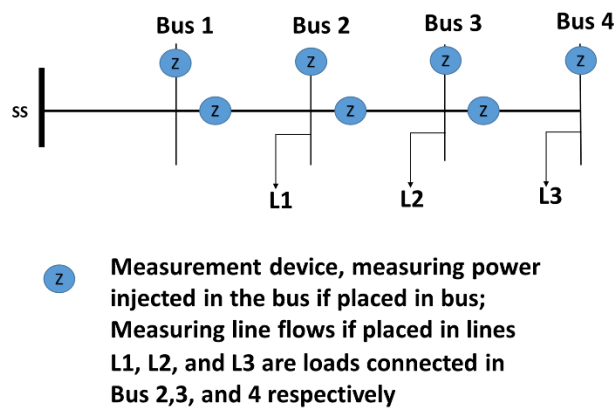 Bus 1
Bus 2
Bus 3
Bus 4
Z
Z
Z
Z
SS
Z
Z
Z
L1
L2
L3
Z
Measurement device, measuring power
injected in the bus if placed in bus;
Measuring line flows if placed in lines
L1, L2, and L3 are loads connected in
Bus 2,3, and 4 respectively